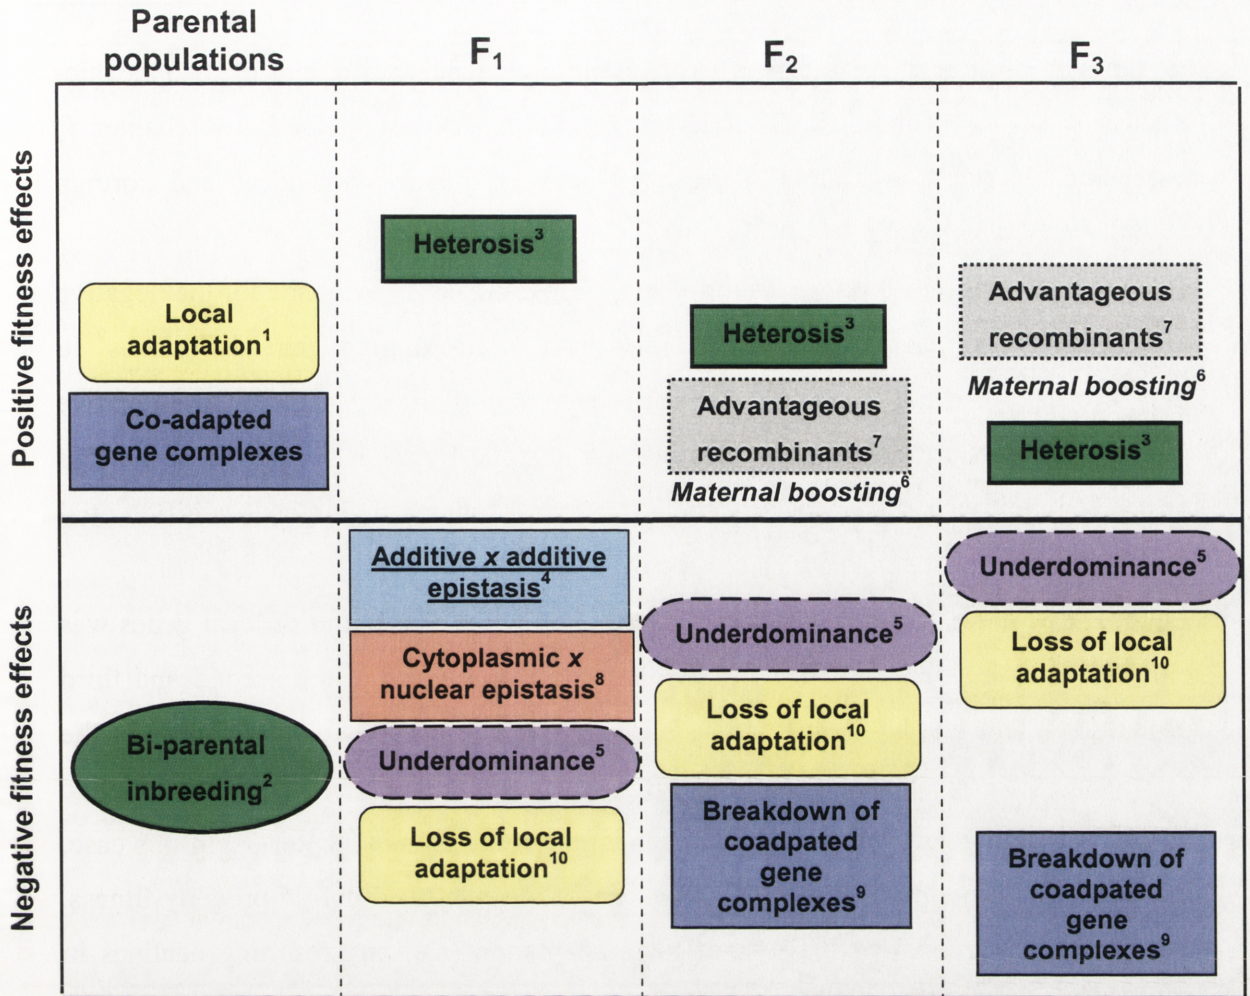 Parental
populations
F₁
F₂
F₃
Positive fitness effects
Local
adaptation¹
Co-adapted
gene complexes
Heterosis³
Heterosis³
Advantageous
recombinants⁷
Maternal boosting⁶
Advantageous
recombinants⁷
Maternal boosting⁶
Heterosis³
Negative fitness effects
Bi-parental
inbreeding²
Additive x additive
epistasis⁴
Cytoplasmic x
nuclear epistasis⁸
Underdominance⁵
Loss of local
adaptation¹⁰
Underdominance⁵
Loss of local
adaptation¹⁰
Breakdown of
coadpated
gene
complexes⁹
Underdominance⁵
Loss of local
adaptation¹⁰
Breakdown of
coadpated
gene
complexes⁹